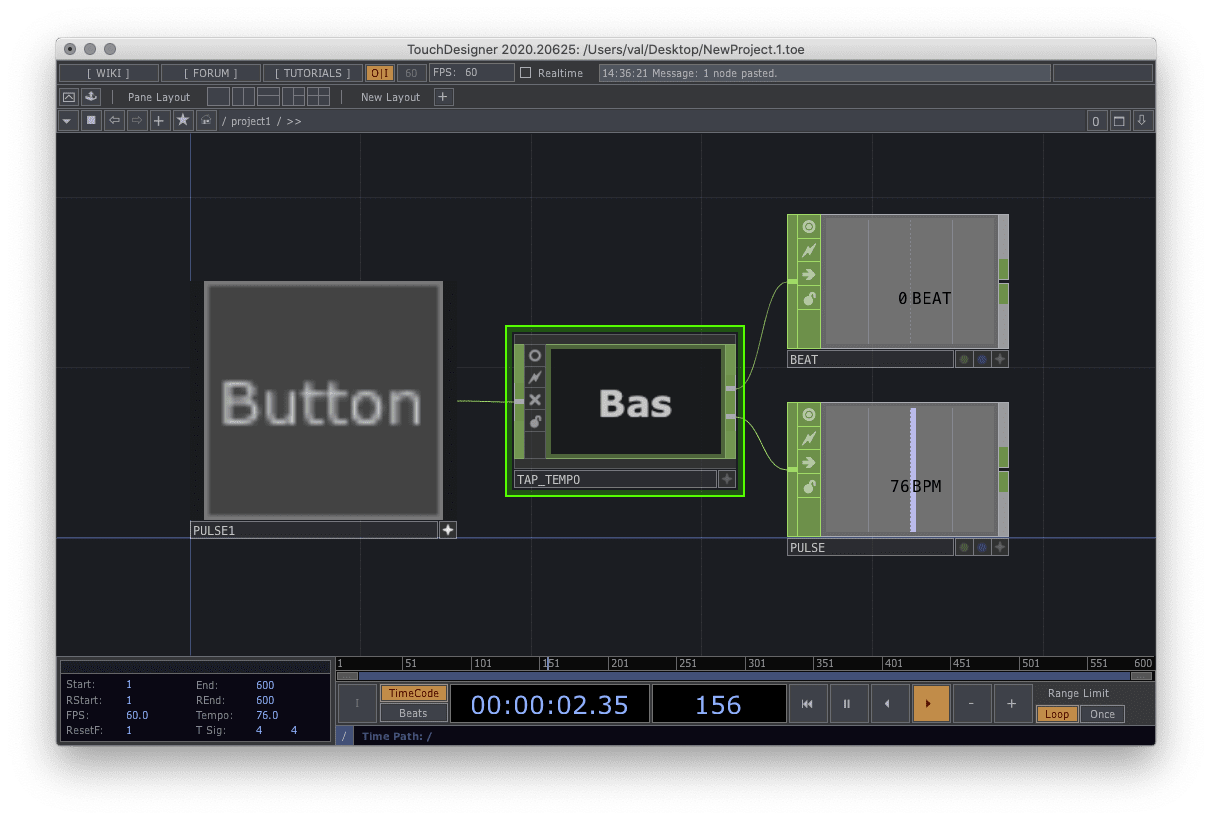 TouchDesigner 2020.20625: /Users/val/Desktop/NewProject.1.toe
[ WIKI ] [ FORUM ] [ TUTORIALS ] O|I 60 FPS: 60 Realtime 14:36:21 Message: 1 node pasted.
Pane Layout New Layout +
/ project1 / >> 0
0 BEAT
BEAT
Button
PULSE1
Bas
TAP_TEMPO
76 BPM
PULSE
1 51 101 151 201 251 301 351 401 451 501 551 600
Start: 1 End: 600
RStart: 1 REnd: 600
FPS: 60.0 Tempo: 76.0
ResetF: 1 T Sig: 4 4
I TimeCode 00:00:02.35 156 - + Range Limit
Beats Loop Once
/ Time Path: /